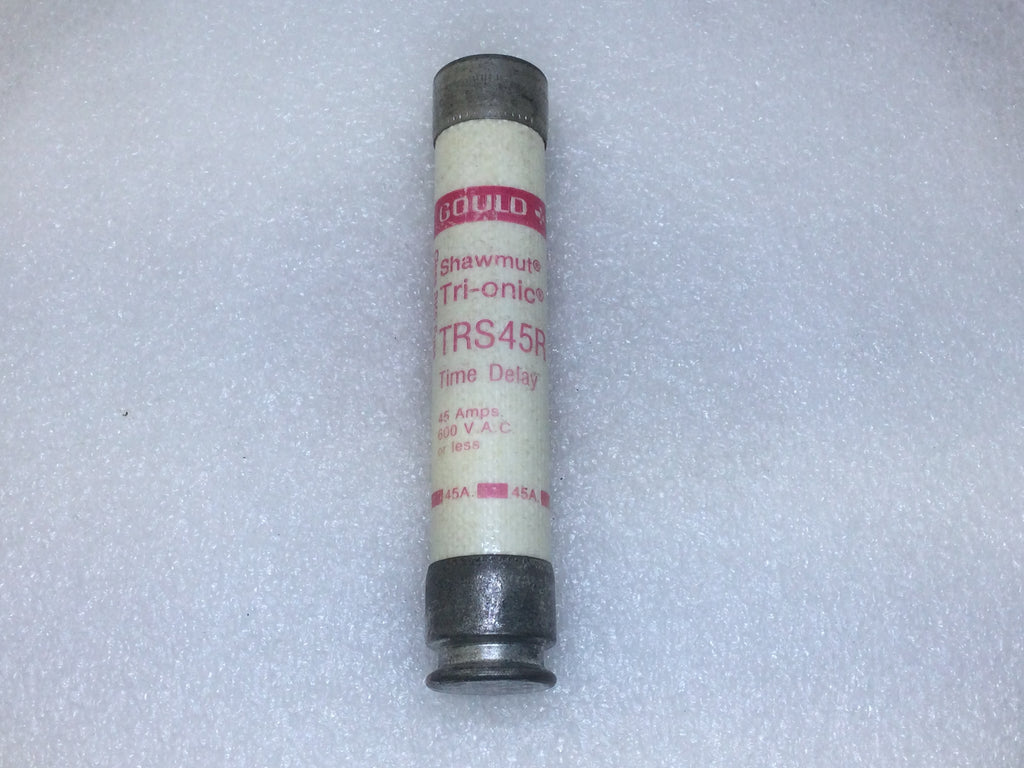 GOULD
Shawmut®
Tri-onic®
TRS45R
Time Delay
45 Amps.
600 V.A.C.
or less
45A. 45A.